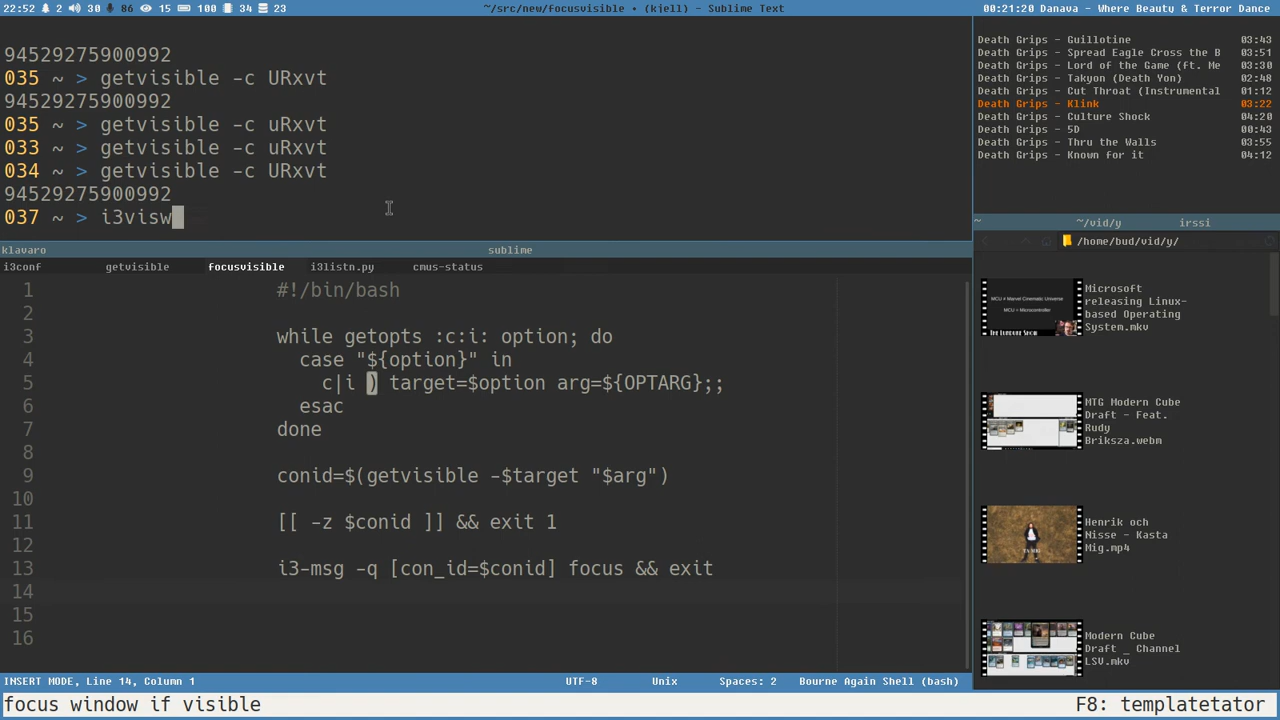 22:52 2 30 86 15 100 34 23
~/src/new/focusvisible • (kjell) - Sublime Text
00:21:20 Danava - Where Beauty & Terror Dance
94529275900992
035 ~ > getvisible -c URxvt
94529275900992
035 ~ > getvisible -c uRxvt
033 ~ > getvisible -c uRxvt
034 ~ > getvisible -c URxvt
94529275900992
037 ~ > i3visw
klavaro sublime
i3conf getvisible focusvisible i3listn.py cmus-status
1 #!/bin/bash
2
3 while getopts :c:i: option; do
4 case "${option}" in
5 c|i ) target=$option arg=${OPTARG};;
6 esac
7 done
8
9 conid=$(getvisible -$target "$arg")
10
11 [[ -z $conid ]] && exit 1
12
13 i3-msg -q [con_id=$conid] focus && exit
14
15
16
INSERT MODE, Line 14, Column 1 UTF-8 Unix Spaces: 2 Bourne Again Shell (bash)
focus window if visible
F8: templatetator
Death Grips - Guillotine 03:43
Death Grips - Spread Eagle Cross the B 03:51
Death Grips - Lord of the Game (ft. Me 03:30
Death Grips - Takyon (Death Yon) 02:48
Death Grips - Cut Throat (Instrumental 01:12
Death Grips - Klink 03:22
Death Grips - Culture Shock 04:20
Death Grips - 5D 00:43
Death Grips - Thru the Walls 03:55
Death Grips - Known for it 04:12
~ ~/vid/y irssi
/home/bud/vid/y/
MCU ≠ Marvel Cinematic Universe
MCU = Microcontroller
The Lunduke Show
Microsoft
releasing Linux-
based Operating
System.mkv
MTG Modern Cube
Draft - Feat.
Rudy
Briksza.webm
Henrik och
Nisse - Kasta
Mig.mp4
Modern Cube
Draft _ Channel
LSV.mkv